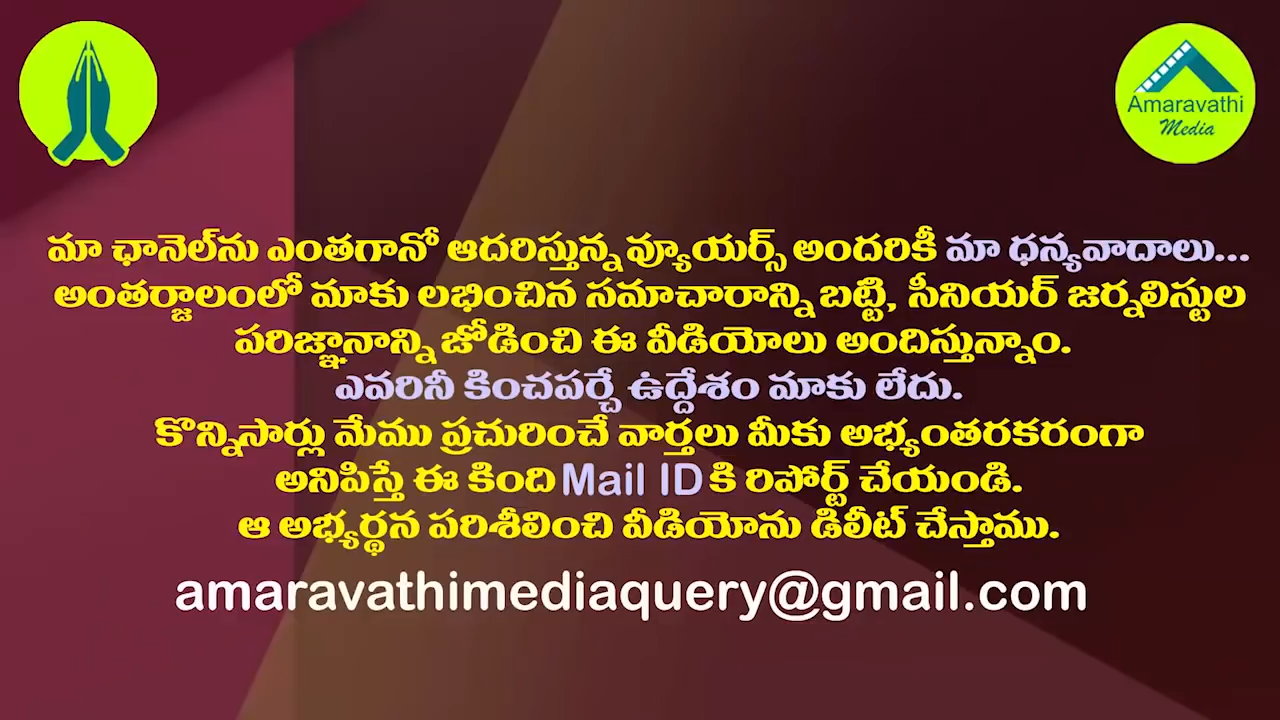 Amaravathi
Media
మా ఛానెల్‌ను ఎంతగానో ఆదరిస్తున్న వ్యూయర్స్ అందరికీ మా ధన్యవాదాలు...
అంతర్జాలంలో మాకు లభించిన సమాచారాన్ని బట్టి, సీనియర్ జర్నలిస్టుల
పరిజ్ఞానాన్ని జోడించి ఈ వీడియోలు అందిస్తున్నాం.
ఎవరినీ కించపర్చే ఉద్దేశం మాకు లేదు.
కొన్నిసార్లు మేము ప్రచురించే వార్తలు మీకు అభ్యంతరకరంగా
అనిపిస్తే ఈ కింది Mail ID కి రిపోర్ట్ చేయండి.
ఆ అభ్యర్థన పరిశీలించి వీడియోను డిలీట్ చేస్తాము.
amaravathimediaquery@gmail.com